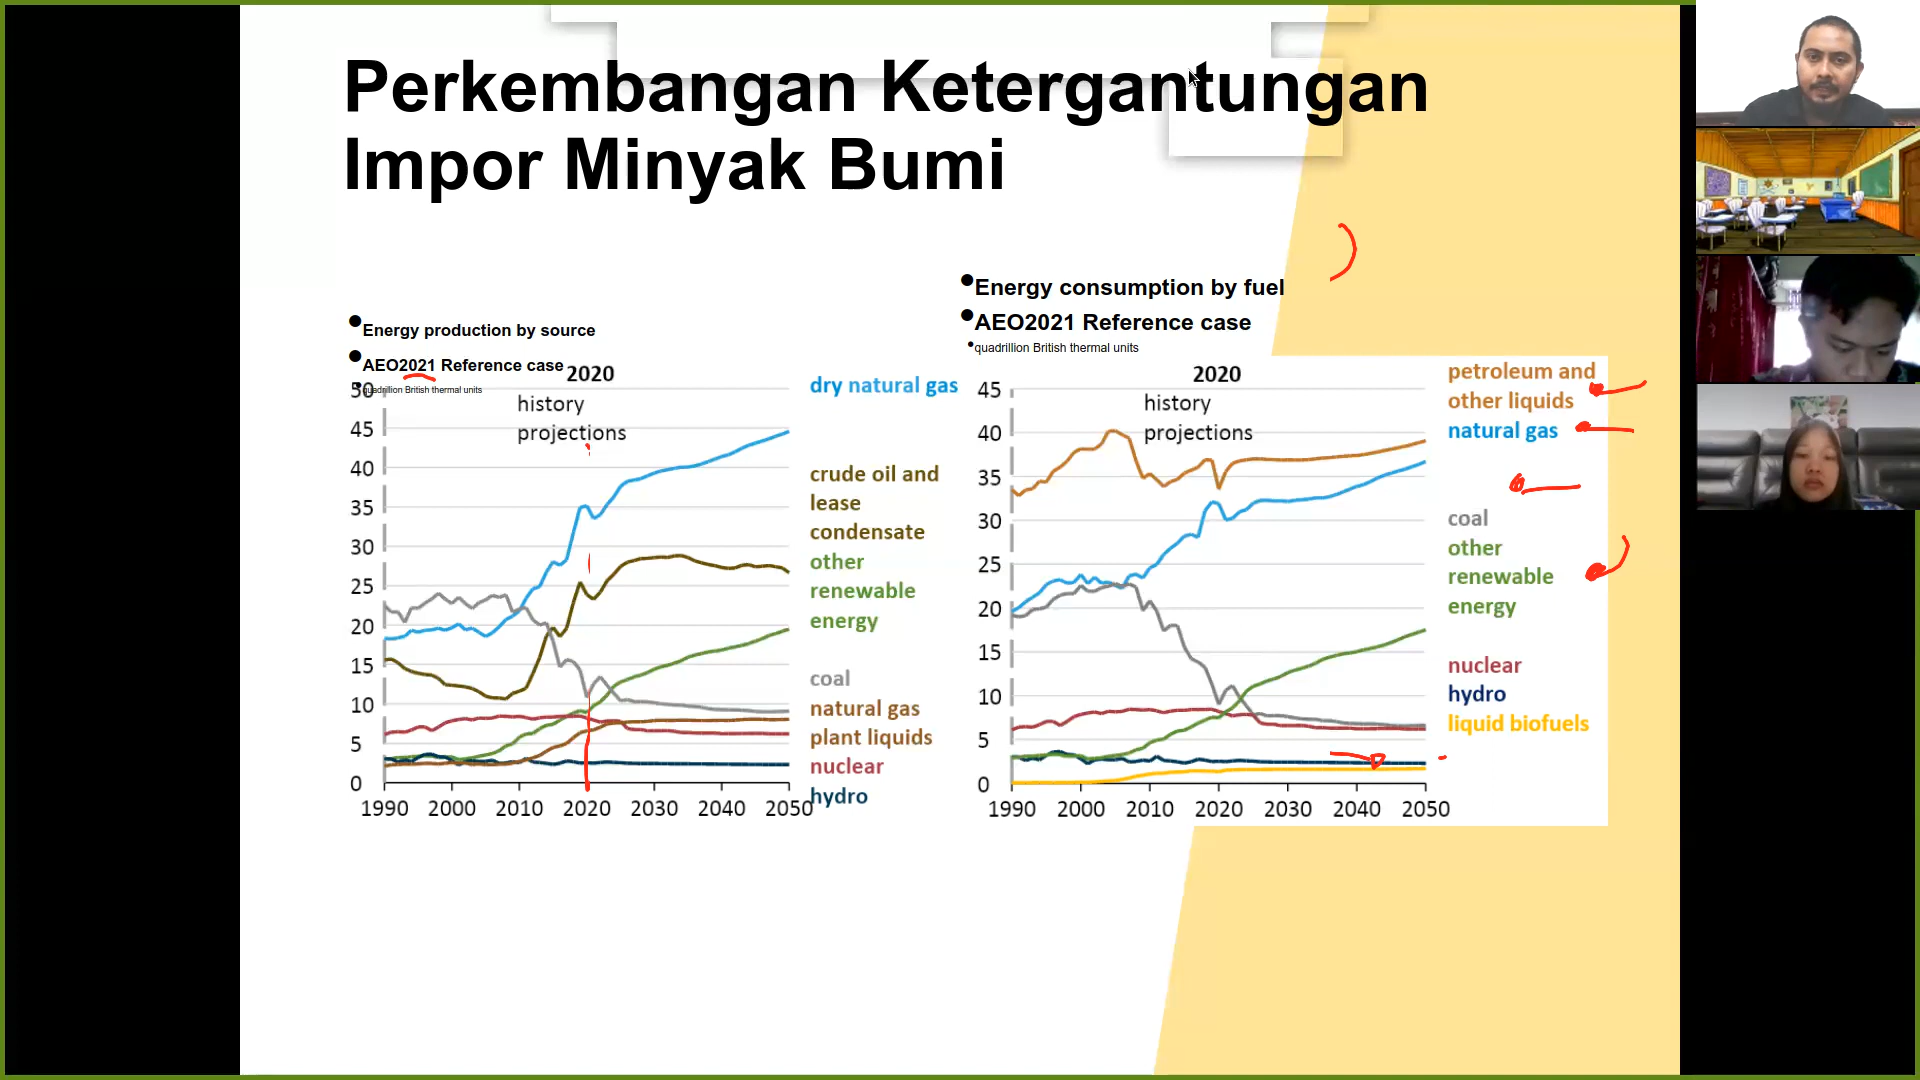 Perkembangan Ketergantungan
Impor Minyak Bumi
Energy production by source
AEO2021 Reference case
quadrillion British thermal units
2020
history
projections
50
45
40
35
30
25
20
15
10
5
0
1990 2000 2010 2020 2030 2040 2050
dry natural gas
crude oil and
lease
condensate
other
renewable
energy
coal
natural gas
plant liquids
nuclear
hydro
Energy consumption by fuel
AEO2021 Reference case
quadrillion British thermal units
2020
history
projections
45
40
35
30
25
20
15
10
5
0
1990 2000 2010 2020 2030 2040 2050
petroleum and
other liquids
natural gas
coal
other
renewable
energy
nuclear
hydro
liquid biofuels